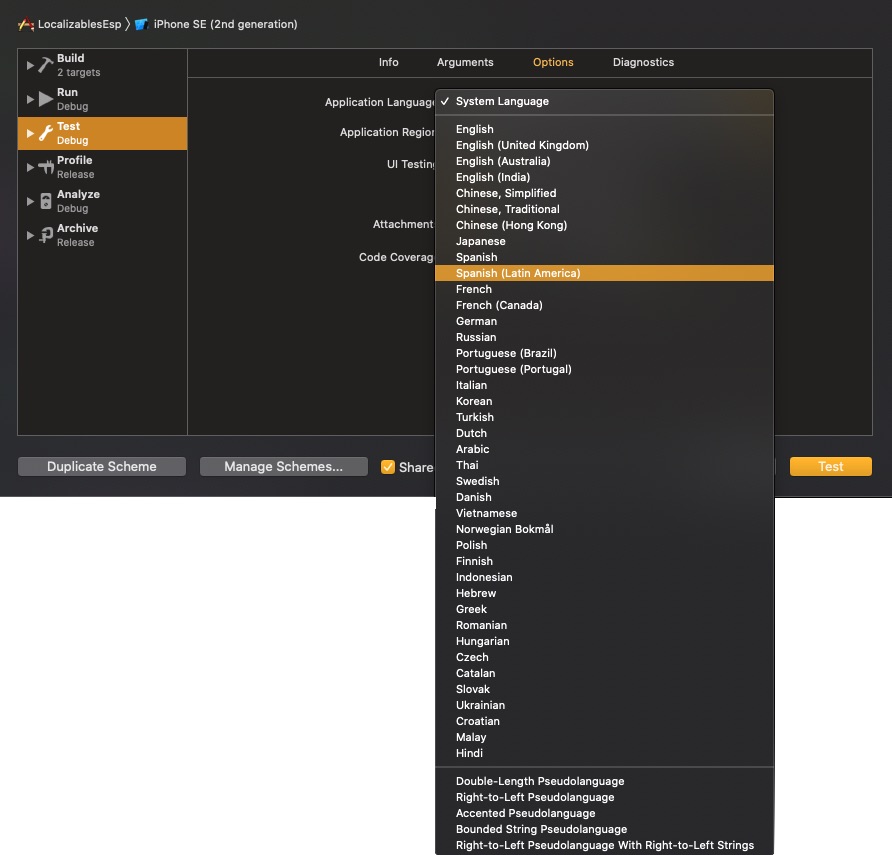 LocalizablesEsp 〉 iPhone SE (2nd generation)
Build
2 targets
Run
Debug
Test
Debug
Profile
Release
Analyze
Debug
Archive
Release
Info Arguments Options Diagnostics
Application Language
Application Region
UI Testing
Attachment
Code Coverag
✓ System Language
English
English (United Kingdom)
English (Australia)
English (India)
Chinese, Simplified
Chinese, Traditional
Chinese (Hong Kong)
Japanese
Spanish
Spanish (Latin America)
French
French (Canada)
German
Russian
Portuguese (Brazil)
Portuguese (Portugal)
Italian
Korean
Turkish
Dutch
Arabic
Thai
Swedish
Danish
Vietnamese
Norwegian Bokmål
Polish
Finnish
Indonesian
Hebrew
Greek
Romanian
Hungarian
Czech
Catalan
Slovak
Ukrainian
Croatian
Malay
Hindi
Double-Length Pseudolanguage
Right-to-Left Pseudolanguage
Accented Pseudolanguage
Bounded String Pseudolanguage
Right-to-Left Pseudolanguage With Right-to-Left Strings
Duplicate Scheme Manage Schemes... Share Test